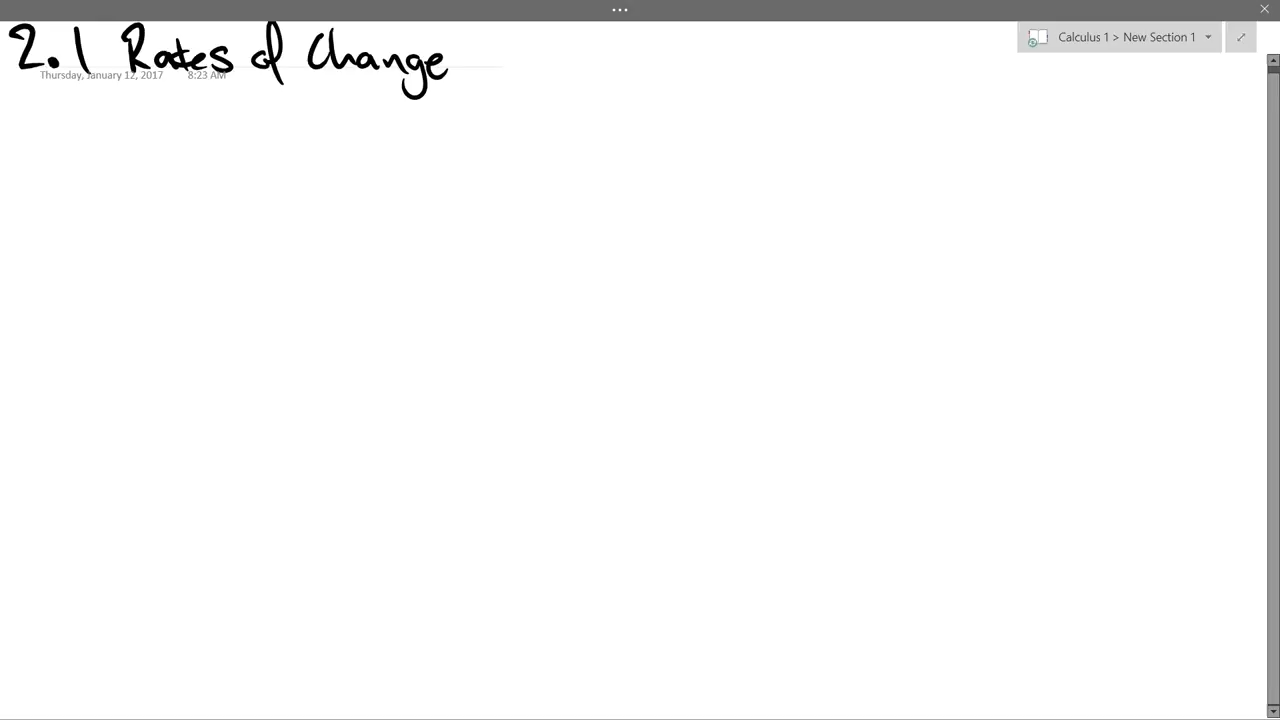 2.1 Rates of Change
Calculus 1 > New Section 1
Thursday, January 12, 2017 8:23 AM